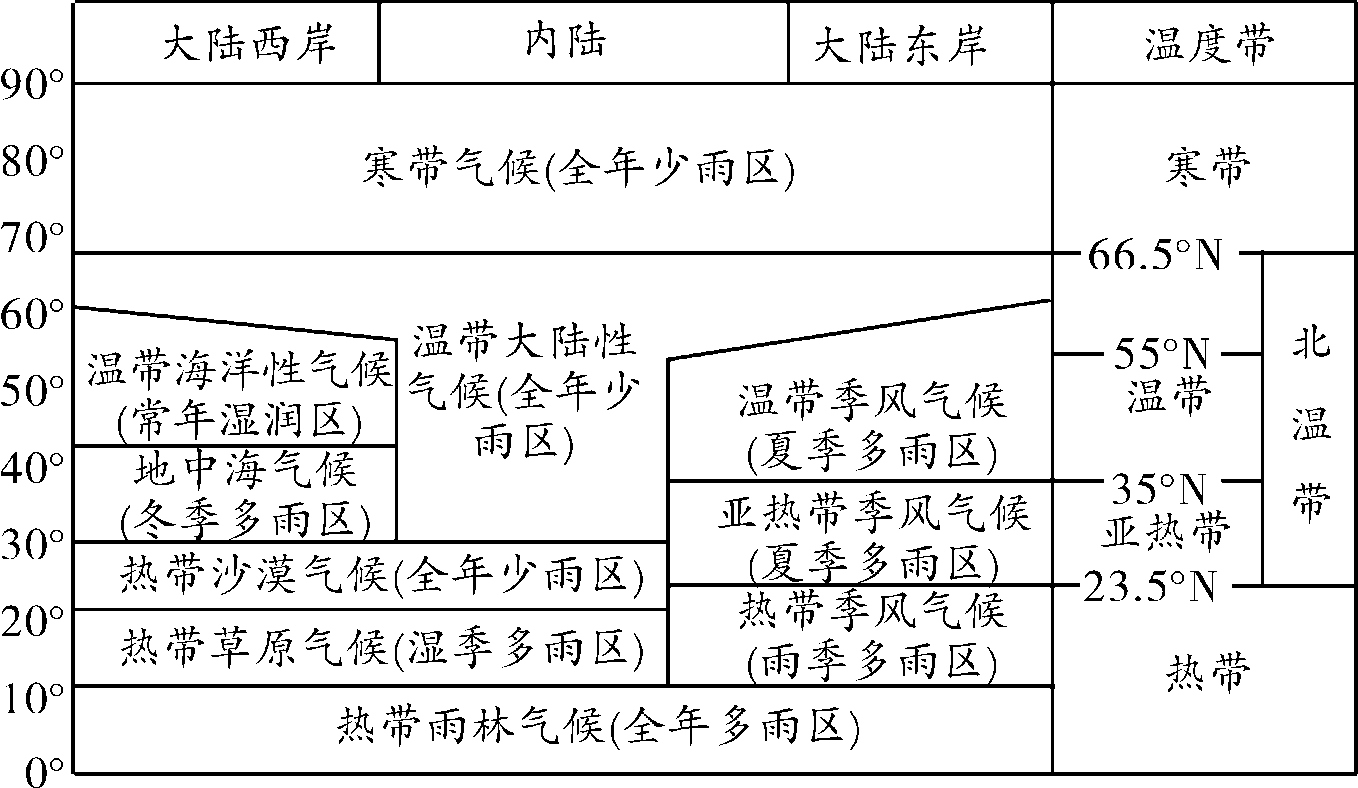 大陆西岸
内陆
大陆东岸
温度带
90°
80°
70°
60°
50°
40°
30°
20°
10°
0°
寒带气候(全年少雨区)
寒带
66.5°N
温带海洋性气候
(常年湿润区)
温带大陆性
气候(全年少
雨区)
温带季风气候
(夏季多雨区)
55°N
温带
北
温
带
地中海气候
(冬季多雨区)
亚热带季风气候
(夏季多雨区)
35°N
亚热带
23.5°N
热带沙漠气候(全年少雨区)
热带草原气候(湿季多雨区)
热带季风气候
(雨季多雨区)
热带
热带雨林气候(全年多雨区)